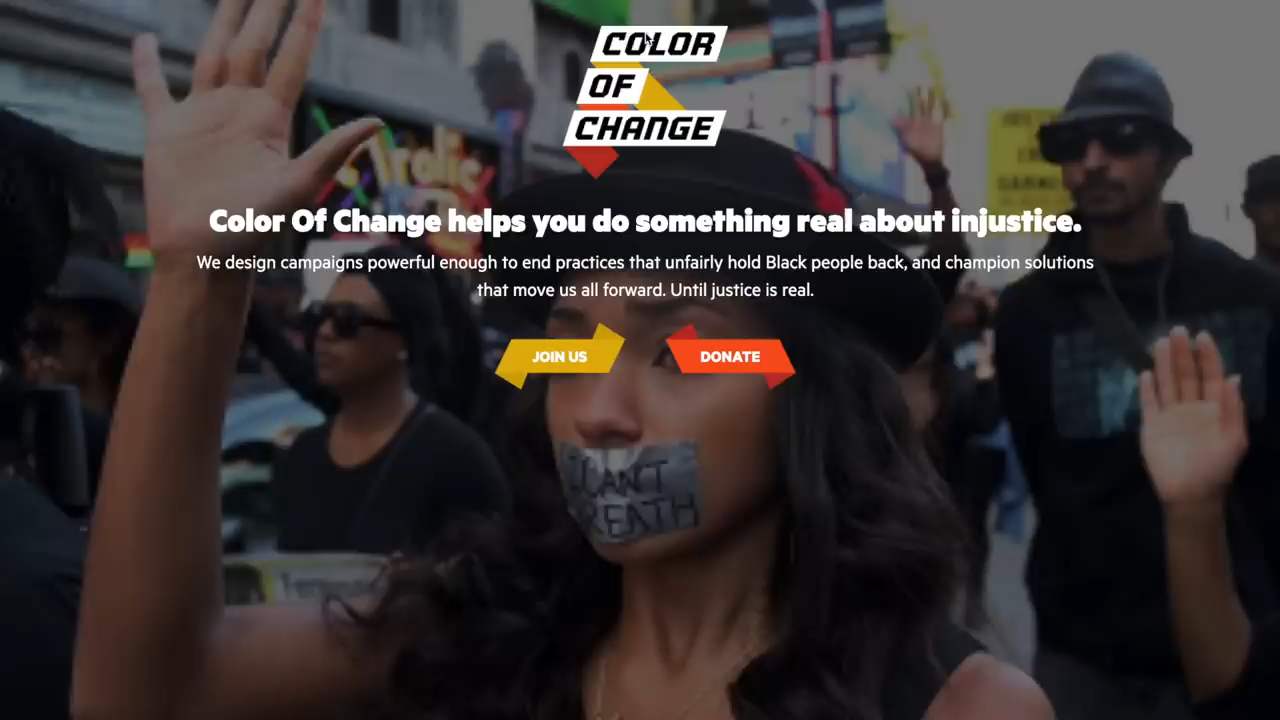 COLOR
OF
CHANGE
Color Of Change helps you do something real about injustice.
We design campaigns powerful enough to end practices that unfairly hold Black people back, and champion solutions
that move us all forward. Until justice is real.
JOIN US
DONATE
I CAN'T
BREATH